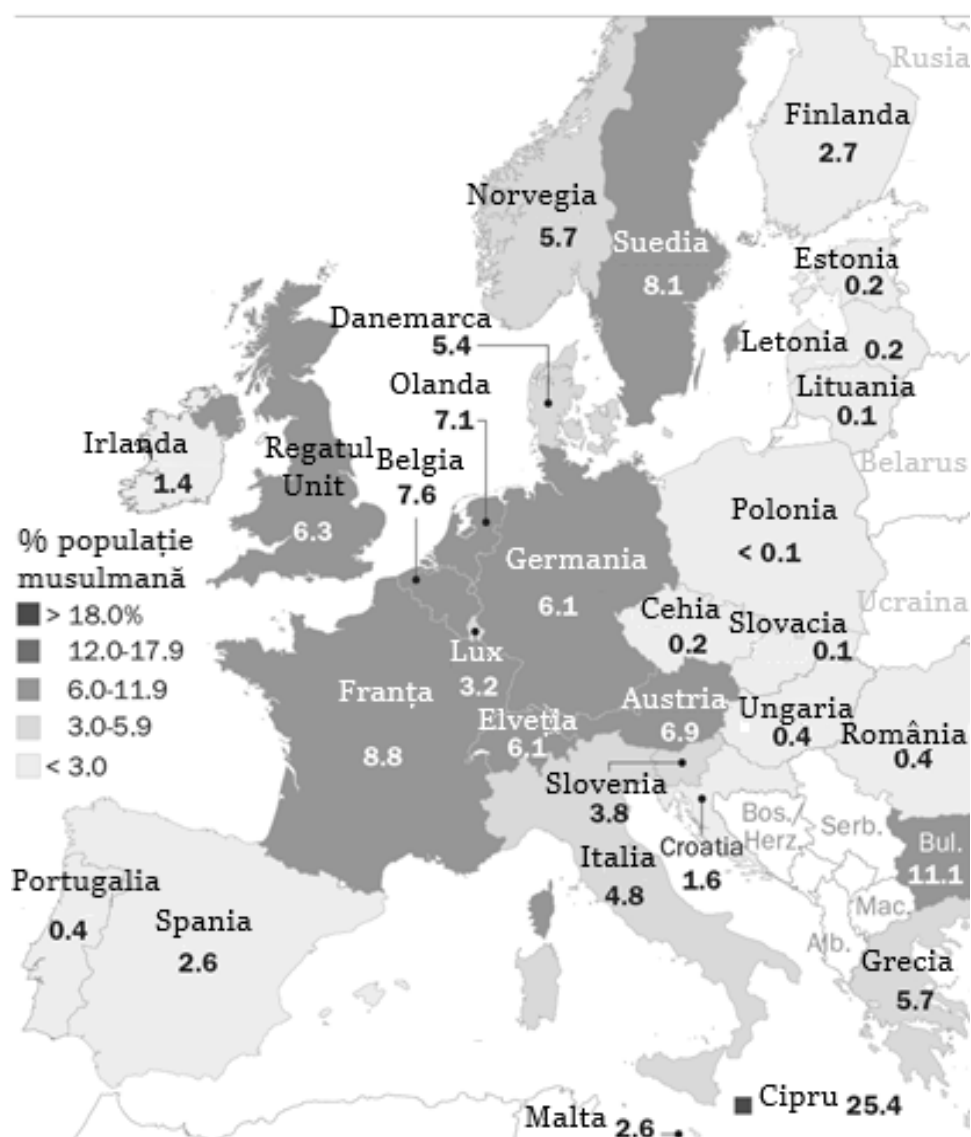 Rusia
Finlanda
2.7
Norvegia
5.7
Suedia
8.1
Estonia
0.2
Danemarca
5.4
Letonia
0.2
Olanda
7.1
Lituania
0.1
Irlanda
1.4
Regatul
Unit
6.3
Belgia
7.6
Belarus
Polonia
< 0.1
% populație
musulmană
> 18.0%
12.0-17.9
6.0-11.9
3.0-5.9
< 3.0
Germania
6.1
Cehia
0.2
Slovacia
0.1
Ucraina
Lux
3.2
Franța
8.8
Elveția
6.1
Austria
6.9
Ungaria
0.4
România
0.4
Slovenia
3.8
Croatia
1.6
Bos./
Herz.
Serb.
Bul.
11.1
Italia
4.8
Portugalia
0.4
Spania
2.6
Mac.
Alb.
Grecia
5.7
Cipru 25.4
Malta 2.6